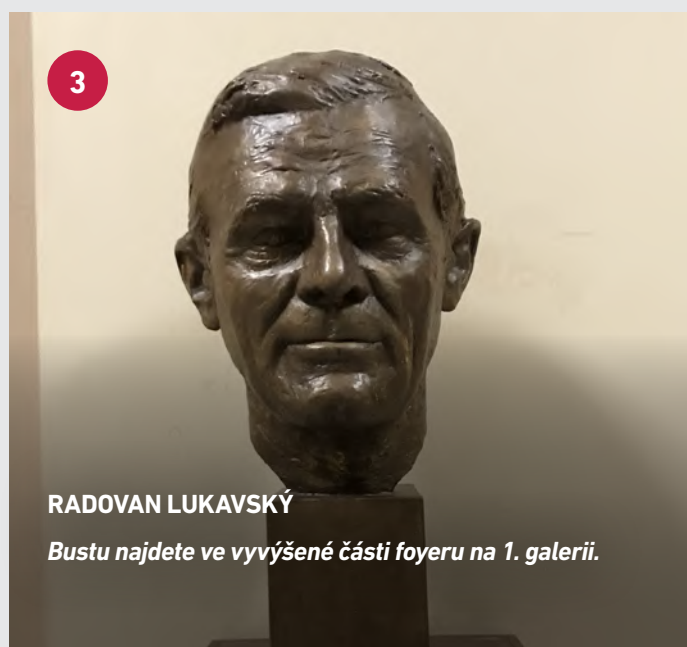 3
RADOVAN LUKAVSKÝ
Bustu najdete ve vyvýšené části foyeru na 1. galerii.